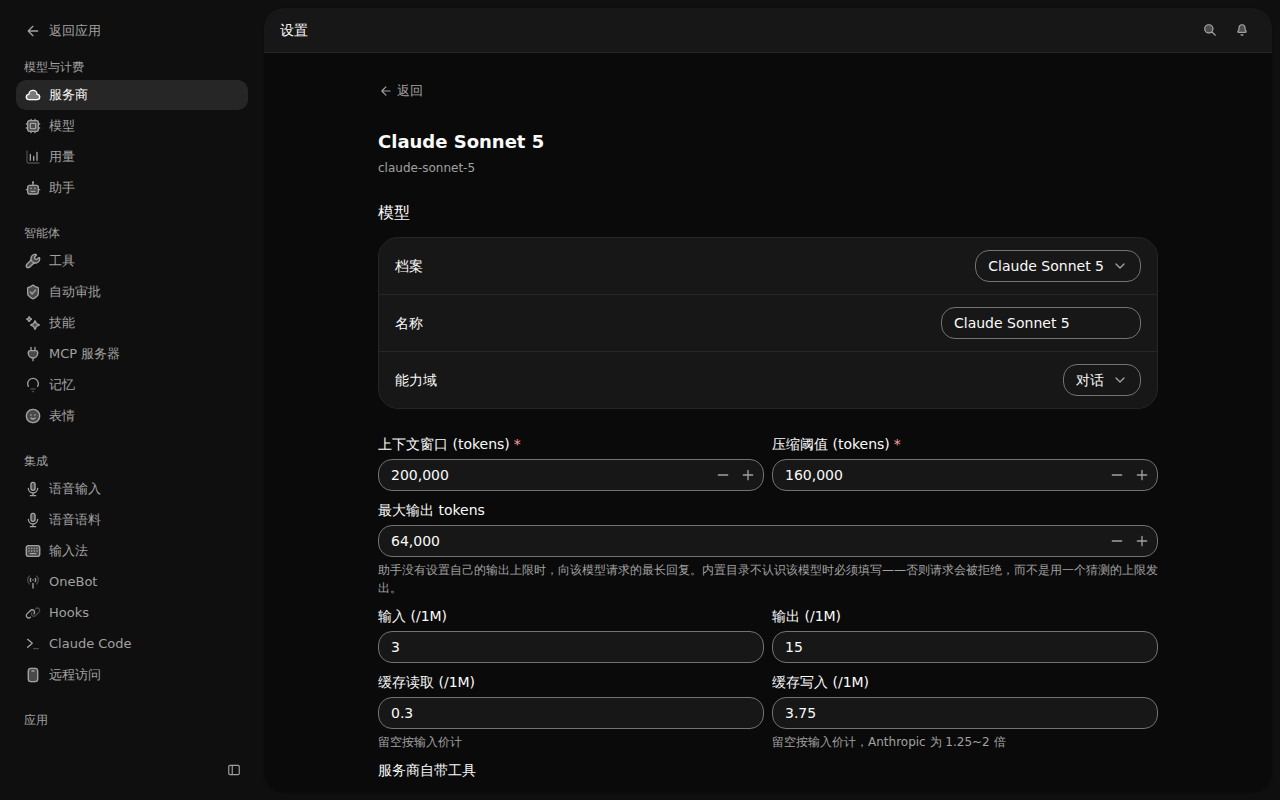 返回应用
模型与计费
服务商
模型
用量
助手
智能体
工具
自动审批
技能
MCP 服务器
记忆
表情
集成
语音输入
语音语料
输入法
OneBot
Hooks
Claude Code
远程访问
应用
设置
返回
Claude Sonnet 5
claude-sonnet-5
模型
档案
Claude Sonnet 5
名称
Claude Sonnet 5
能力域
对话
上下文窗口 (tokens) *
压缩阈值 (tokens) *
200,000
160,000
最大输出 tokens
64,000
助手没有设置自己的输出上限时，向该模型请求的最长回复。内置目录不认识该模型时必须填写——否则请求会被拒绝，而不是用一个猜测的上限发
出。
输入 (/1M)
输出 (/1M)
3
15
缓存读取 (/1M)
缓存写入 (/1M)
0.3
3.75
留空按输入价计
留空按输入价计，Anthropic 为 1.25~2 倍
服务商自带工具